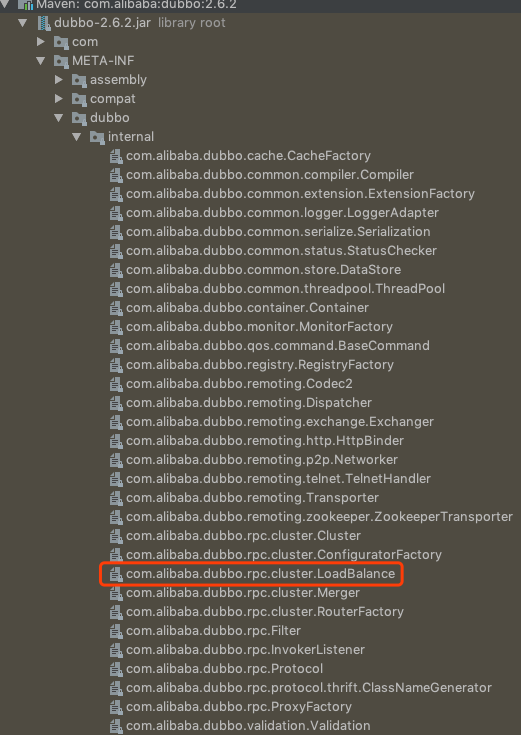 Maven: com.alibaba:dubbo:2.6.2
dubbo-2.6.2.jar library root
com
META-INF
assembly
compat
dubbo
internal
com.alibaba.dubbo.cache.CacheFactory
com.alibaba.dubbo.common.compiler.Compiler
com.alibaba.dubbo.common.extension.ExtensionFactory
com.alibaba.dubbo.common.logger.LoggerAdapter
com.alibaba.dubbo.common.serialize.Serialization
com.alibaba.dubbo.common.status.StatusChecker
com.alibaba.dubbo.common.store.DataStore
com.alibaba.dubbo.common.threadpool.ThreadPool
com.alibaba.dubbo.container.Container
com.alibaba.dubbo.monitor.MonitorFactory
com.alibaba.dubbo.qos.command.BaseCommand
com.alibaba.dubbo.registry.RegistryFactory
com.alibaba.dubbo.remoting.Codec2
com.alibaba.dubbo.remoting.Dispatcher
com.alibaba.dubbo.remoting.exchange.Exchanger
com.alibaba.dubbo.remoting.http.HttpBinder
com.alibaba.dubbo.remoting.p2p.Networker
com.alibaba.dubbo.remoting.telnet.TelnetHandler
com.alibaba.dubbo.remoting.Transporter
com.alibaba.dubbo.remoting.zookeeper.ZookeeperTransporter
com.alibaba.dubbo.rpc.cluster.Cluster
com.alibaba.dubbo.rpc.cluster.ConfiguratorFactory
com.alibaba.dubbo.rpc.cluster.LoadBalance
com.alibaba.dubbo.rpc.cluster.Merger
com.alibaba.dubbo.rpc.cluster.RouterFactory
com.alibaba.dubbo.rpc.Filter
com.alibaba.dubbo.rpc.InvokerListener
com.alibaba.dubbo.rpc.Protocol
com.alibaba.dubbo.rpc.protocol.thrift.ClassNameGenerator
com.alibaba.dubbo.rpc.ProxyFactory
com.alibaba.dubbo.validation.Validation